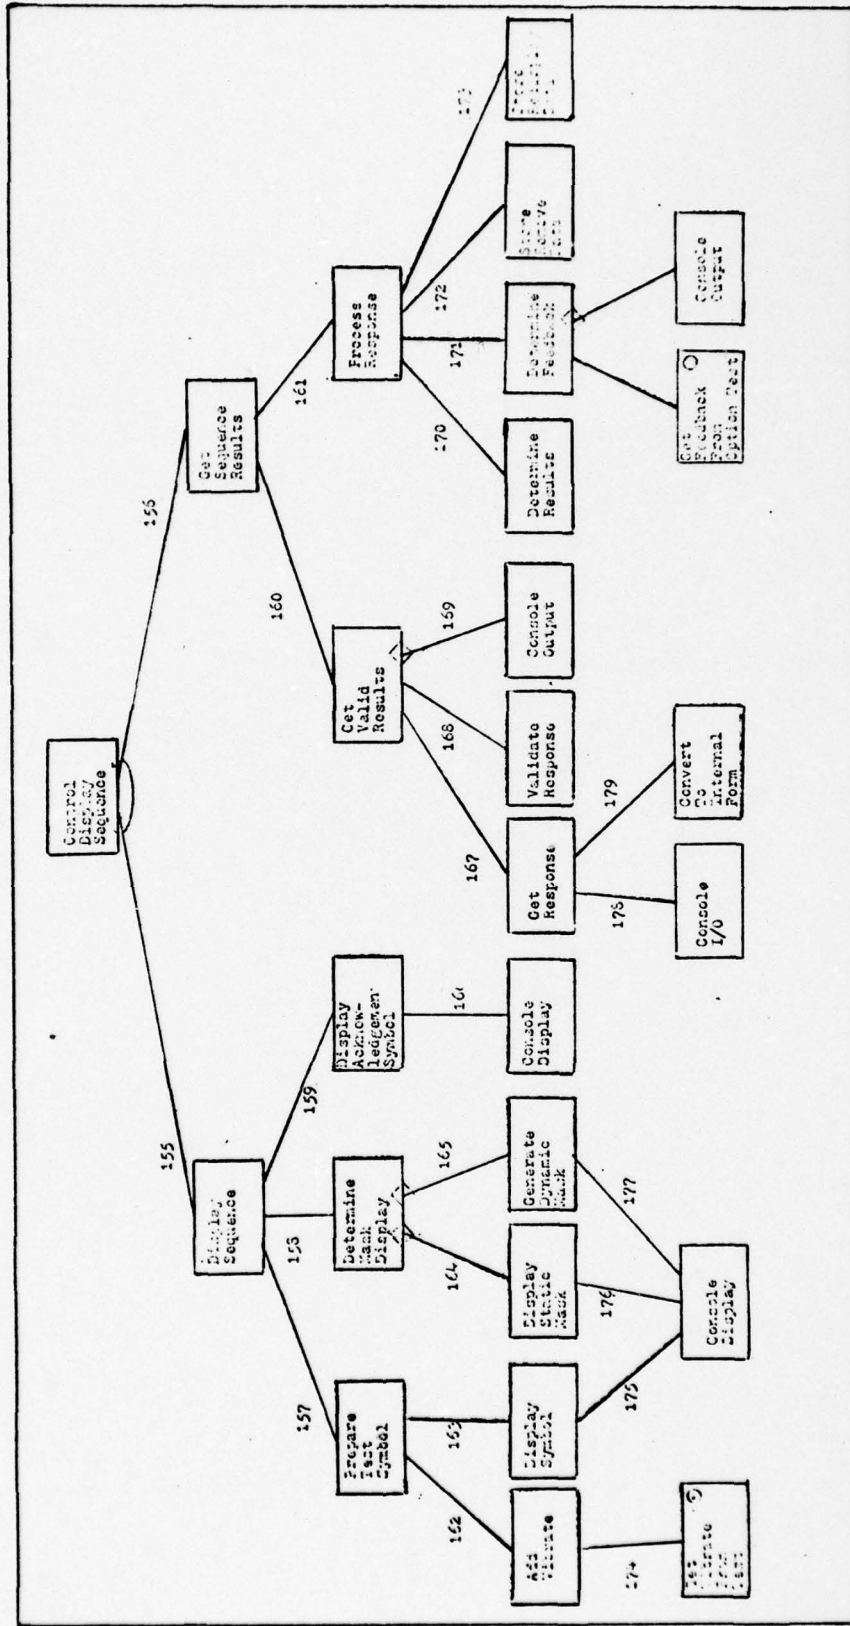 Control
Display
Sequence
155
156
Display
Sequence
Get
Sequence
Results
157
158
159
160
161
Prepare
Test
Symbol
Determine
Mask
Display
Display
Acknow-
ledgemen
Symbol
Get
Valid
Results
Process
Response
162
163
164
165
167
168
169
170
171
172
173
Add
Display
Symbol
Display
Static
Mask
Generate
Dynamic
Mask
Console
Display
Get
Response
Validate
Response
Console
Output
Determine
Results
Determine
Feedback
Store
174
175
176
177
178
179
Console
Display
Console
I/O
Convert
To
Internal
Form
Get
Feedback
From
Option Test
Console
Output